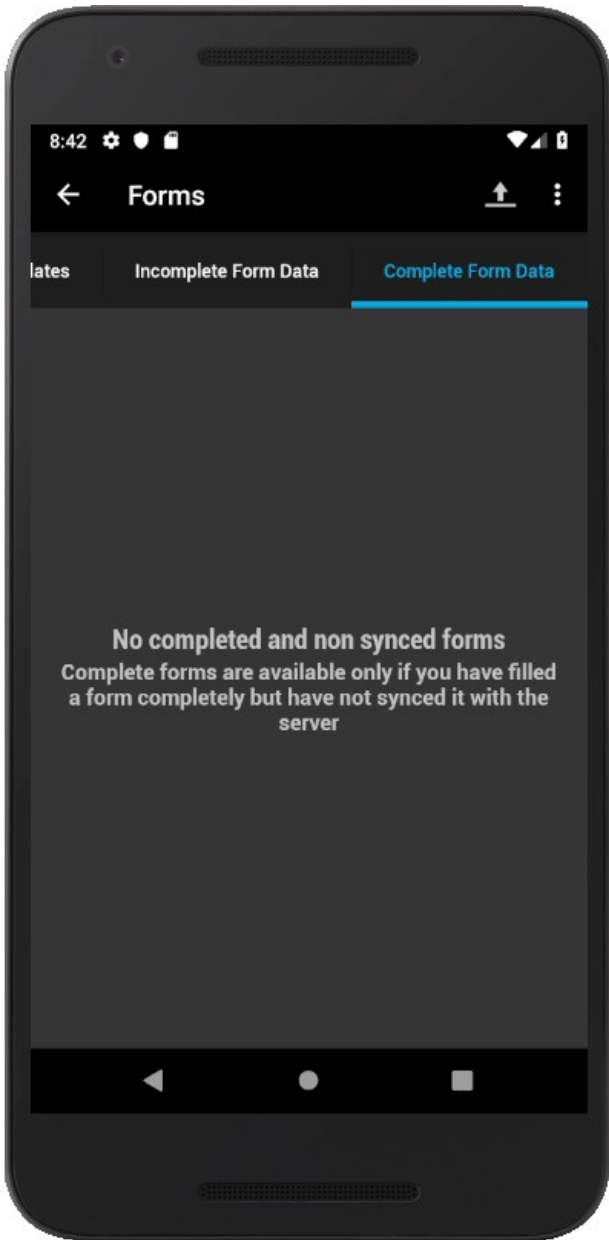 8:42
Forms
lates
Incomplete Form Data
Complete Form Data
No completed and non synced forms
Complete forms are available only if you have filled
a form completely but have not synced it with the
server